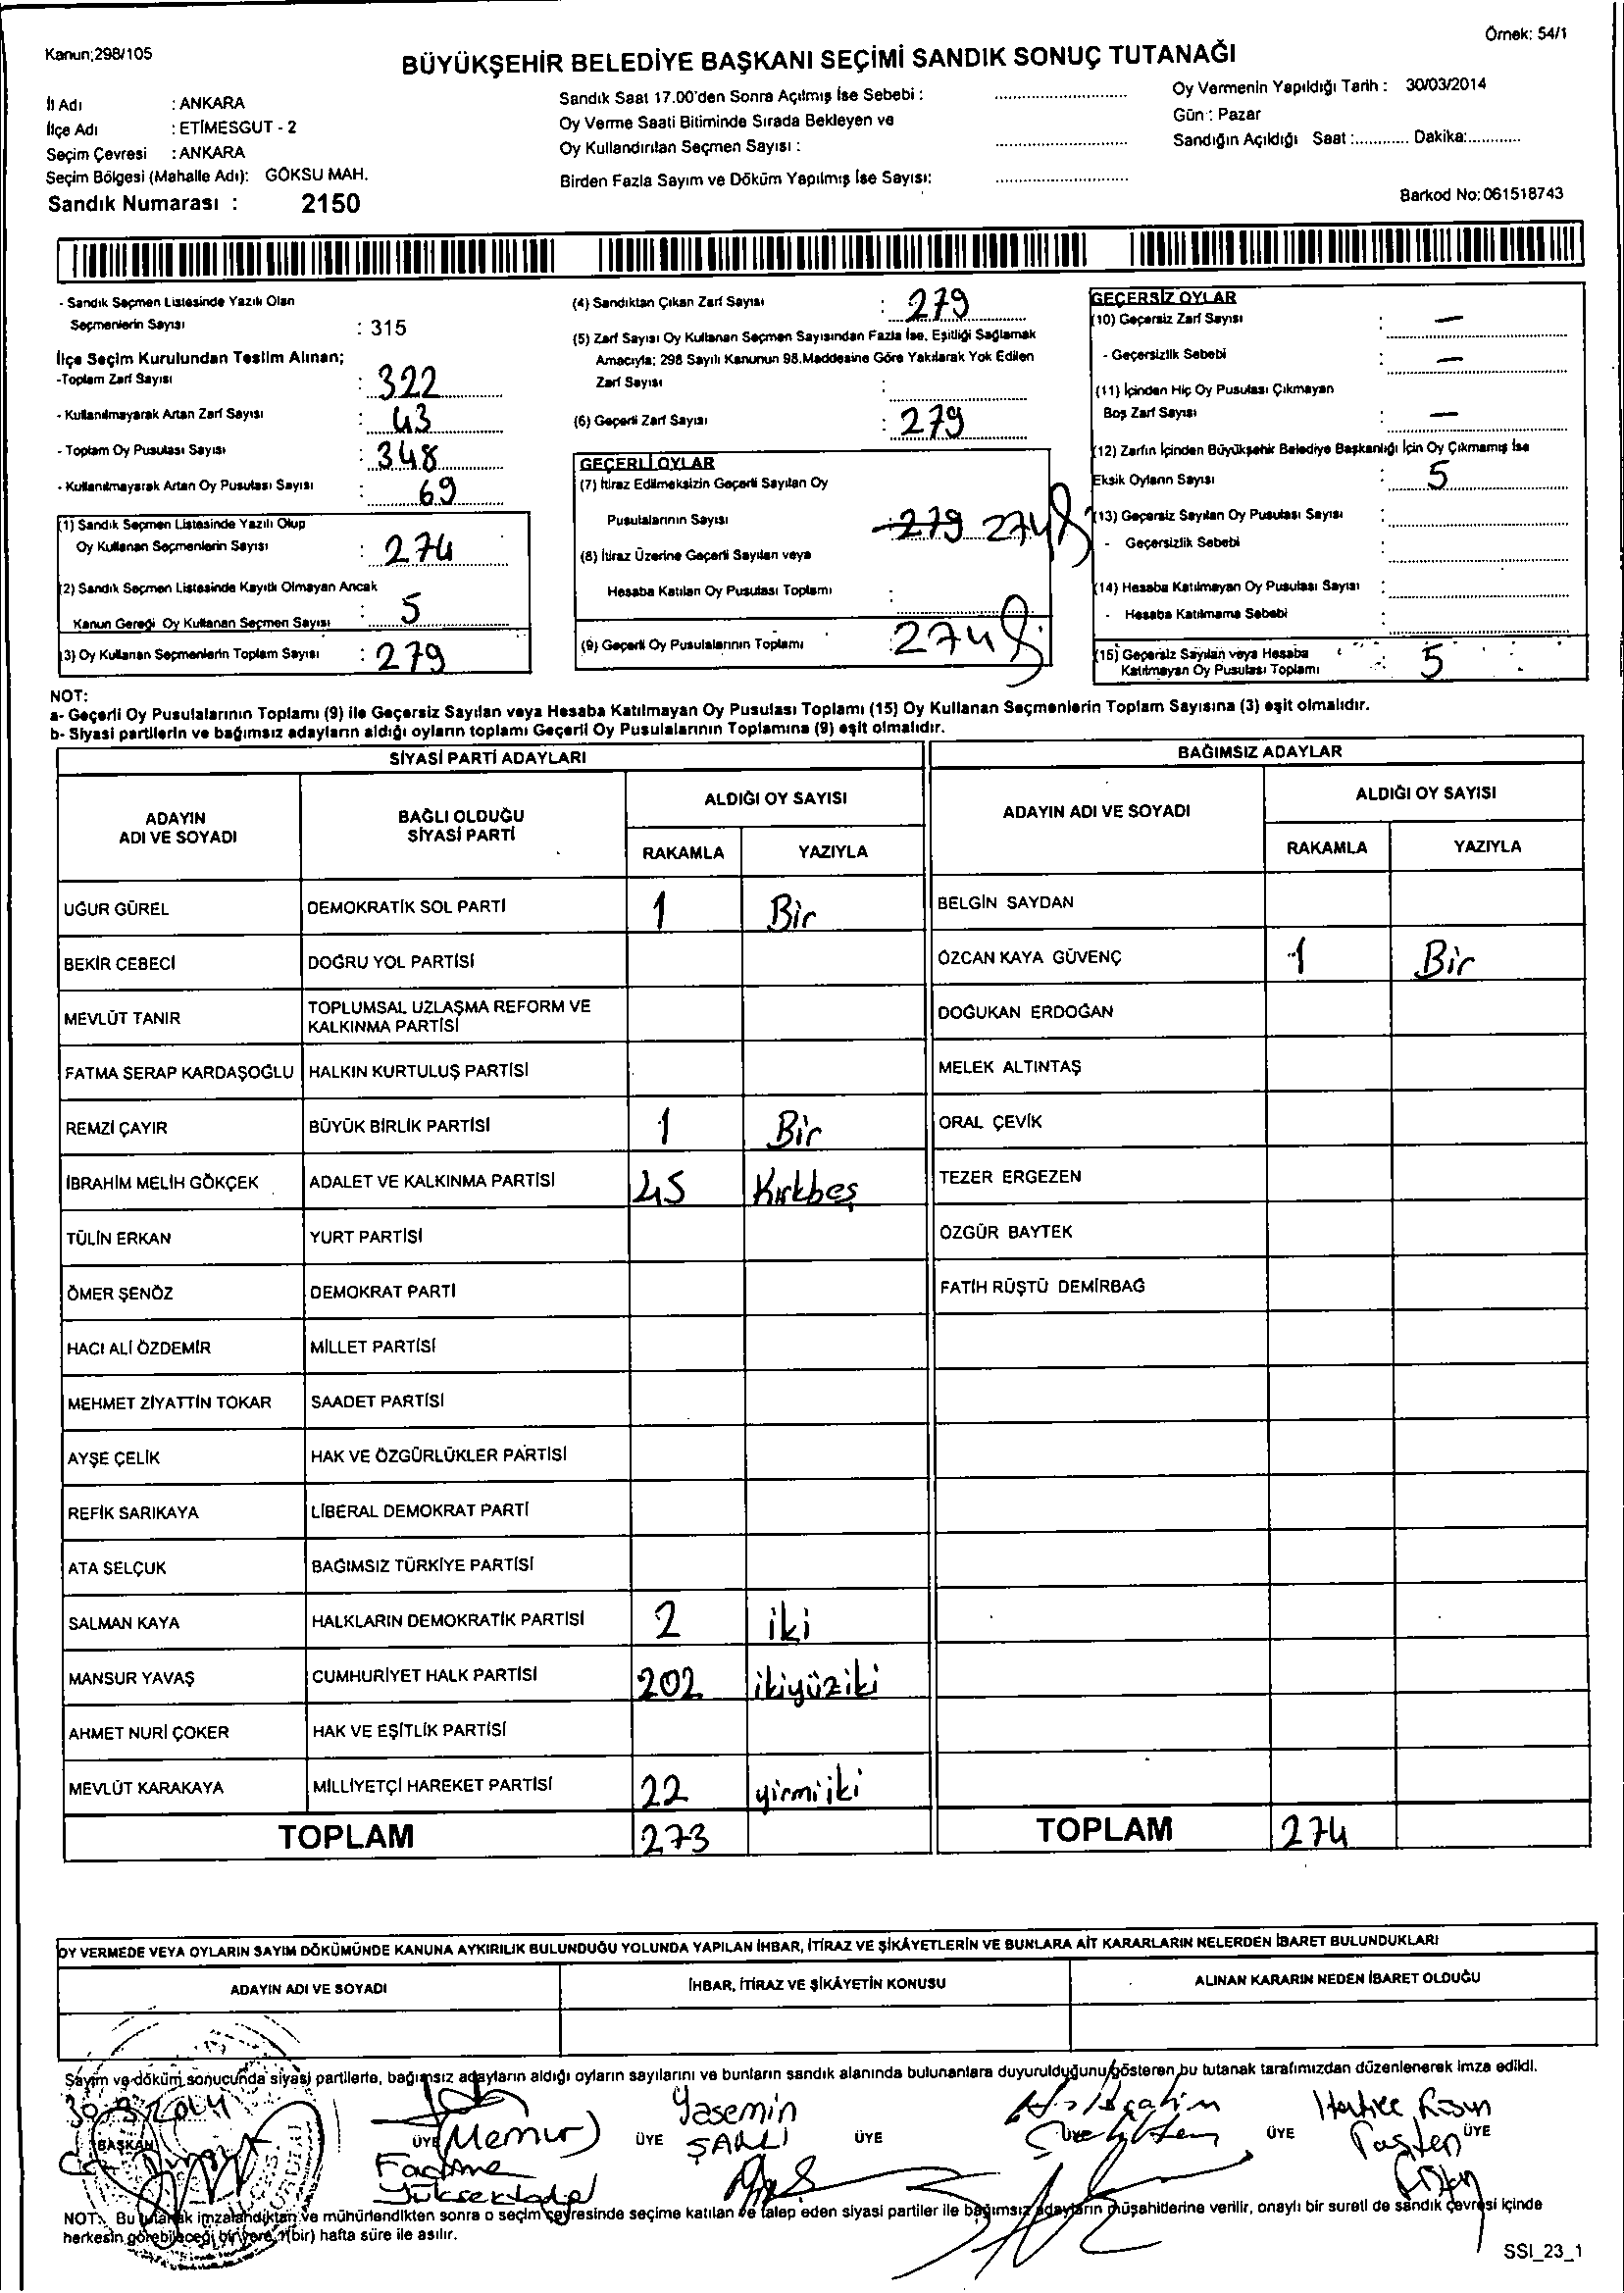 Kanun;298/105
Örnek: 54/1
BÜYÜKŞEHİR BELEDİYE BAŞKANI SEÇİMİ SANDIK SONUÇ TUTANAĞI
İl Adı : ANKARA
İlçe Adı : ETİMESGUT - 2
Seçim Çevresi : ANKARA
Seçim Bölgesi (Mahalle Adı): GÖKSU MAH.
Sandık Numarası : 2150
Sandık Saat 17.00'den Sonra Açılmış İse Sebebi :
Oy Verme Saati Bitiminde Sırada Bekleyen ve
Oy Kullandırılan Seçmen Sayısı :
Birden Fazla Sayım ve Döküm Yapılmış İse Sayısı:
Oy Vermenin Yapıldığı Tarih : 30/03/2014
Gün : Pazar
Sandığın Açıldığı Saat :............ Dakika:............
Barkod No: 061518743
- Sandık Seçmen Listesinde Yazılı Olan
Seçmenlerin Sayısı : 315
İlçe Seçim Kurulundan Teslim Alınan;
-Toplam Zarf Sayısı : 322
- Kullanılmayarak Artan Zarf Sayısı : 43
- Toplam Oy Pusulası Sayısı : 348
- Kullanılmayarak Artan Oy Pusulası Sayısı : 69
(1) Sandık Seçmen Listesinde Yazılı Olup
Oy Kullanan Seçmenlerin Sayısı : 274
(2) Sandık Seçmen Listesinde Kayıtlı Olmayan Ancak
Kanun Gereği Oy Kullanan Seçmen Sayısı : 5
(3) Oy Kullanan Seçmenlerin Toplam Sayısı : 279
(4) Sandıktan Çıkan Zarf Sayısı : 279
(5) Zarf Sayısı Oy Kullanan Seçmen Sayısından Fazla İse, Eşitliği Sağlamak
Amacıyla; 298 Sayılı Kanunun 98.Maddesine Göre Yakılarak Yok Edilen
Zarf Sayısı :
(6) Geçerli Zarf Sayısı : 279
GEÇERLİ OYLAR
(7) İtiraz Edilmeksizin Geçerli Sayılan Oy
Pusulalarının Sayısı : 279 274
(8) İtiraz Üzerine Geçerli Sayılan veya
Hesaba Katılan Oy Pusulası Toplamı :
(9) Geçerli Oy Pusulalarının Toplamı : 274
GEÇERSİZ OYLAR
(10) Geçersiz Zarf Sayısı : —
- Geçersizlik Sebebi : —
(11) İçinden Hiç Oy Pusulası Çıkmayan
Boş Zarf Sayısı : —
(12) Zarfın İçinden Büyükşehir Belediye Başkanlığı İçin Oy Çıkmamış İse
Eksik Oyların Sayısı : 5
(13) Geçersiz Sayılan Oy Pusulası Sayısı :
- Geçersizlik Sebebi :
(14) Hesaba Katılmayan Oy Pusulası Sayısı :
- Hesaba Katılmama Sebebi :
(15) Geçersiz Sayılan veya Hesaba
Katılmayan Oy Pusulası Toplamı : 5
NOT:
a- Geçerli Oy Pusulalarının Toplamı (9) ile Geçersiz Sayılan veya Hesaba Katılmayan Oy Pusulası Toplamı (15) Oy Kullanan Seçmenlerin Toplam Sayısına (3) eşit olmalıdır.
b- Siyasi partilerin ve bağımsız adayların aldığı oyların toplamı Geçerli Oy Pusulalarının Toplamına (9) eşit olmalıdır.
SİYASİ PARTİ ADAYLARI
ADAYIN ADI VE SOYADI
BAĞLI OLDUĞU SİYASİ PARTİ
ALDIĞI OY SAYISI
RAKAMLA YAZIYLA
UĞUR GÜREL DEMOKRATİK SOL PARTİ 1 Bir
BEKİR CEBECİ DOĞRU YOL PARTİSİ
MEVLÜT TANIR TOPLUMSAL UZLAŞMA REFORM VE KALKINMA PARTİSİ
FATMA SERAP KARDAŞOĞLU HALKIN KURTULUŞ PARTİSİ
REMZİ ÇAYIR BÜYÜK BİRLİK PARTİSİ 1 Bir
İBRAHİM MELİH GÖKÇEK ADALET VE KALKINMA PARTİSİ 45 Kırkbeş
TÜLİN ERKAN YURT PARTİSİ
ÖMER ŞENÖZ DEMOKRAT PARTİ
HACI ALİ ÖZDEMİR MİLLET PARTİSİ
MEHMET ZİYATTİN TOKAR SAADET PARTİSİ
AYŞE ÇELİK HAK VE ÖZGÜRLÜKLER PARTİSİ
REFİK SARIKAYA LİBERAL DEMOKRAT PARTİ
ATA SELÇUK BAĞIMSIZ TÜRKİYE PARTİSİ
SALMAN KAYA HALKLARIN DEMOKRATİK PARTİSİ 2 iki
MANSUR YAVAŞ CUMHURİYET HALK PARTİSİ 202 ikiyüziki
AHMET NURİ ÇOKER HAK VE EŞİTLİK PARTİSİ
MEVLÜT KARAKAYA MİLLİYETÇİ HAREKET PARTİSİ 22 yirmiiki
TOPLAM 273
BAĞIMSIZ ADAYLAR
ADAYIN ADI VE SOYADI
ALDIĞI OY SAYISI
RAKAMLA YAZIYLA
BELGİN SAYDAN
ÖZCAN KAYA GÜVENÇ 1 Bir
DOĞUKAN ERDOĞAN
MELEK ALTINTAŞ
ORAL ÇEVİK
TEZER ERGEZEN
ÖZGÜR BAYTEK
FATİH RÜŞTÜ DEMİRBAĞ
TOPLAM 274
OY VERMEDE VEYA OYLARIN SAYIM DÖKÜMÜNDE KANUNA AYKIRILIK BULUNDUĞU YOLUNDA YAPILAN İHBAR, İTİRAZ VE ŞİKÂYETLERİN VE BUNLARA AİT KARARLARIN NELERDEN İBARET BULUNDUKLARI
ADAYIN ADI VE SOYADI
İHBAR, İTİRAZ VE ŞİKÂYETİN KONUSU
ALINAN KARARIN NEDEN İBARET OLDUĞU
Sayım ve döküm sonucunda siyasi partilerle, bağımsız adayların aldığı oyların sayılarını ve bunların sandık alanında bulunanlara duyurulduğunu gösteren bu tutanak tarafımızdan düzenlenerek imza edildi.
BAŞKAN
ÜYE (Memur)
ÜYE Yasemin
ÜYE
ÜYE
ÜYE
NOT: Bu tutanak imzalandıktan ve mühürlendikten sonra o seçim çevresinde seçime katılan ve talep eden siyasi partiler ile bağımsız adayların müşahitlerine verilir, onaylı bir sureti de sandık çevresi içinde
herkesin görebileceği bir yere 1(bir) hafta süre ile asılır.
SSI_23_1